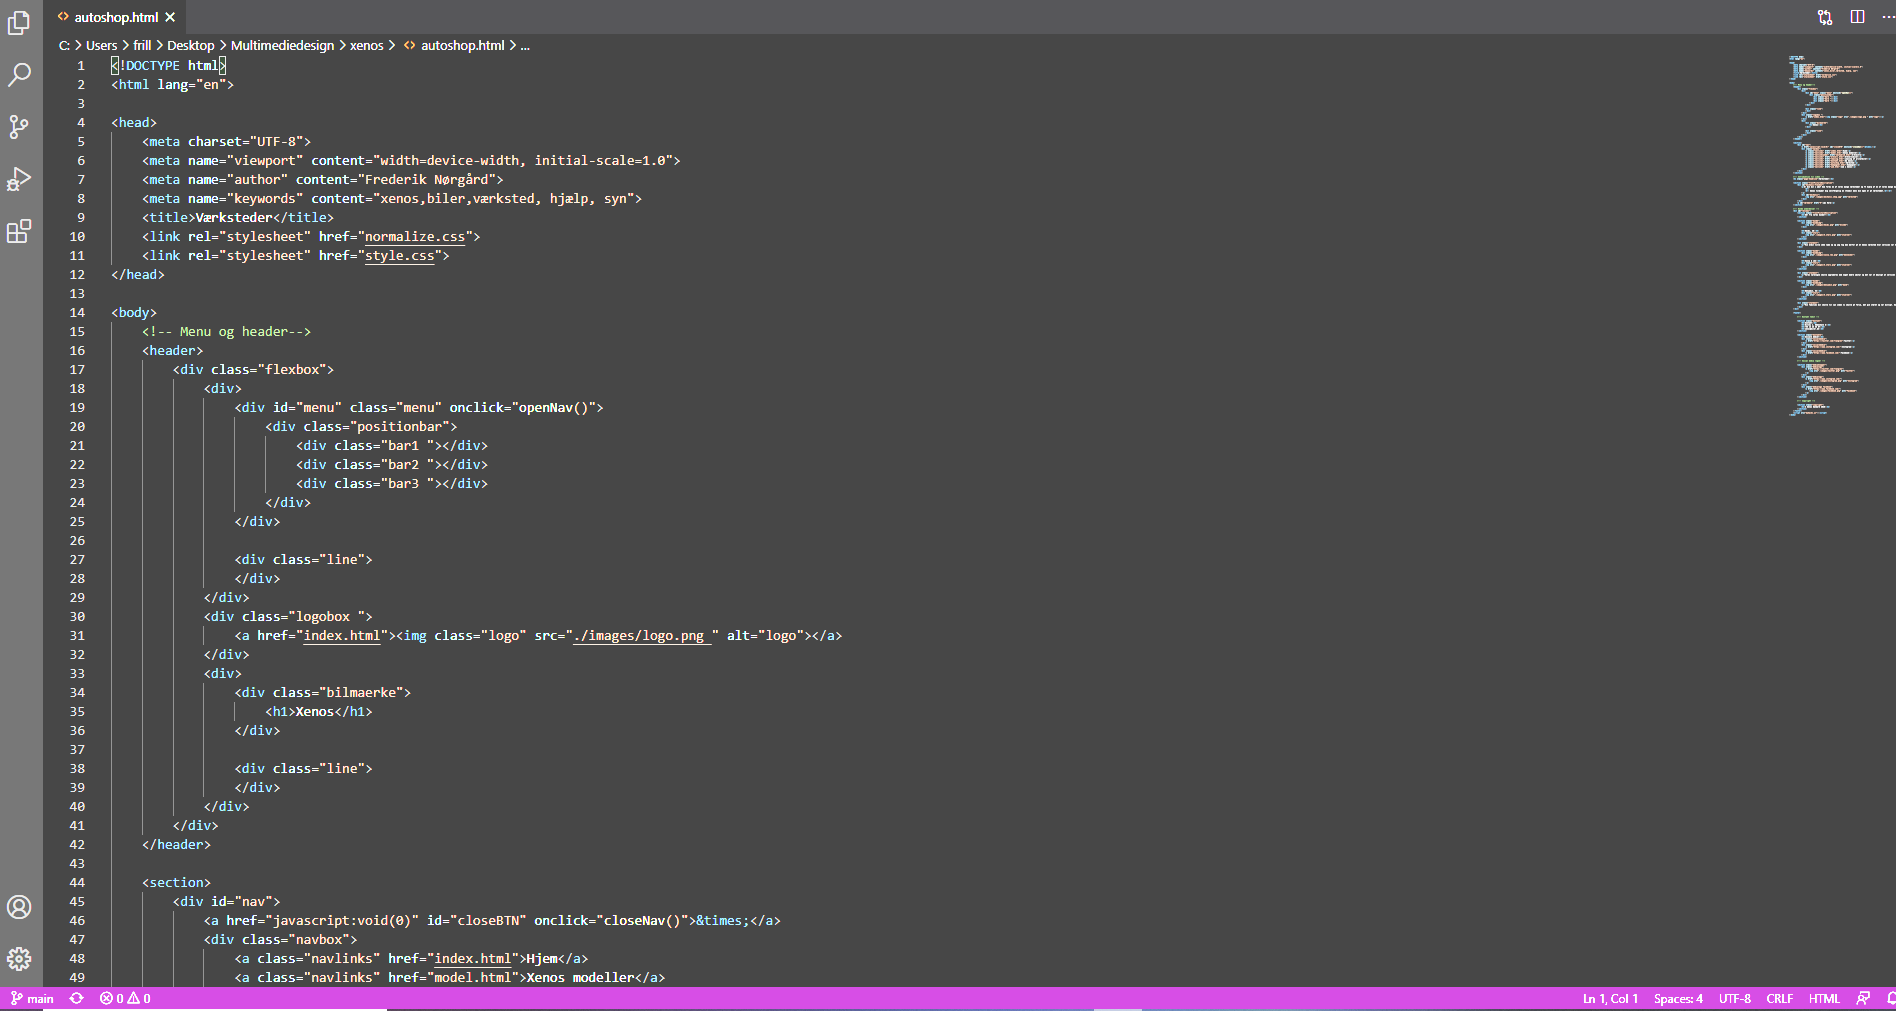 autoshop.html
C: > Users > frill > Desktop > Multimediedesign > xenos > autoshop.html > ...
1 <!DOCTYPE html>
2 <html lang="en">
3
4 <head>
5 <meta charset="UTF-8">
6 <meta name="viewport" content="width=device-width, initial-scale=1.0">
7 <meta name="author" content="Frederik Nørgård">
8 <meta name="keywords" content="xenos,biler,værksted, hjælp, syn">
9 <title>Værksteder</title>
10 <link rel="stylesheet" href="normalize.css">
11 <link rel="stylesheet" href="style.css">
12 </head>
13
14 <body>
15 <!-- Menu og header-->
16 <header>
17 <div class="flexbox">
18 <div>
19 <div id="menu" class="menu" onclick="openNav()">
20 <div class="positionbar">
21 <div class="bar1 "></div>
22 <div class="bar2 "></div>
23 <div class="bar3 "></div>
24 </div>
25 </div>
26
27 <div class="line">
28 </div>
29 </div>
30 <div class="logobox ">
31 <a href="index.html"><img class="logo" src="./images/logo.png " alt="logo"></a>
32 </div>
33 <div>
34 <div class="bilmaerke">
35 <h1>Xenos</h1>
36 </div>
37
38 <div class="line">
39 </div>
40 </div>
41 </div>
42 </header>
43
44 <section>
45 <div id="nav">
46 <a href="javascript:void(0)" id="closeBTN" onclick="closeNav()">&times;</a>
47 <div class="navbox">
48 <a class="navlinks" href="index.html">Hjem</a>
49 <a class="navlinks" href="model.html">Xenos modeller</a>
main 0 0 Ln 1, Col 1 Spaces: 4 UTF-8 CRLF HTML